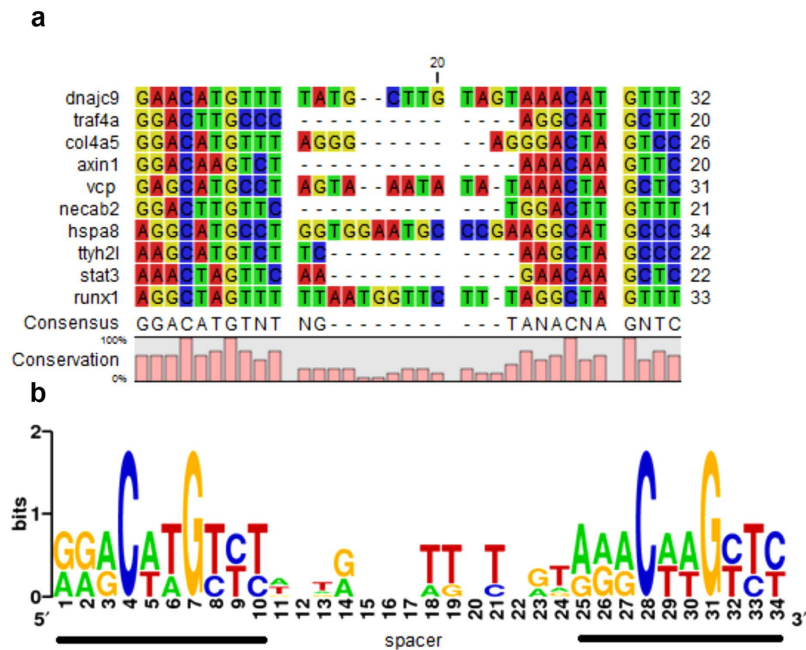 a
20
dnajc9 GAACATGTTT TATG--CTTG TAGTAAACAT GTTT 32
traf4a GGACTTGCCC ---------- ----AGGCAT GCTT 20
col4a5 GGACATGTTT AGGG------ --AGGGACTA GTCC 26
axin1 GGACAAGTCT ---------- ----AAACAA GTTC 20
vcp GAGCATGCCT AGTA--AATA TA-TAAACTA GCTC 31
necab2 GGACTTGTTC ---------- ---TGGACTT GTTT 21
hspa8 AGGCATGCCT GGTGGAATGC CCGAAGGCAT GCCC 34
ttyh2l AAGCATGTCT TC-------- ----AAGCTA GCCC 22
stat3 AAACTAGTTC AA-------- ----GAACAA GCTC 22
runx1 AGGCTAGTTT TTAATGGTTC TT-TAGGCTA GTTT 33
Consensus GGACATGTNT NG-------- ---TANACNA GNTC
100%
Conservation
0%
b
2
bits
1
0
GGACATGTCT G TT T GTAAACAAGCTC
5′ 1 2 3 4 5 6 7 8 9 10 11 12 13 14 15 16 17 18 19 20 21 22 23 24 25 26 27 28 29 30 31 32 33 34 3′
spacer